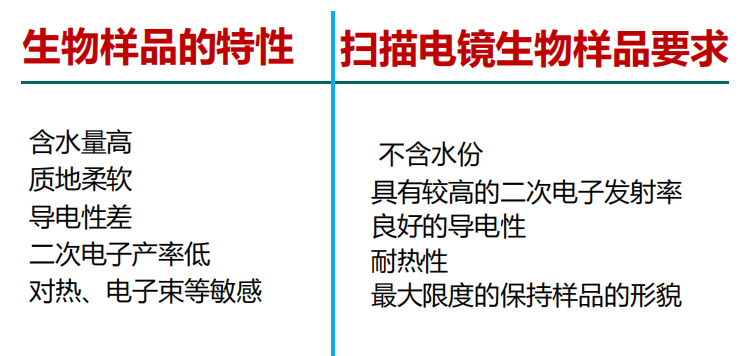 生物样品的特性
含水量高
质地柔软
导电性差
二次电子产率低
对热、电子束等敏感
扫描电镜生物样品要求
不含水份
具有较高的二次电子发射率
良好的导电性
耐热性
最大限度的保持样品的形貌